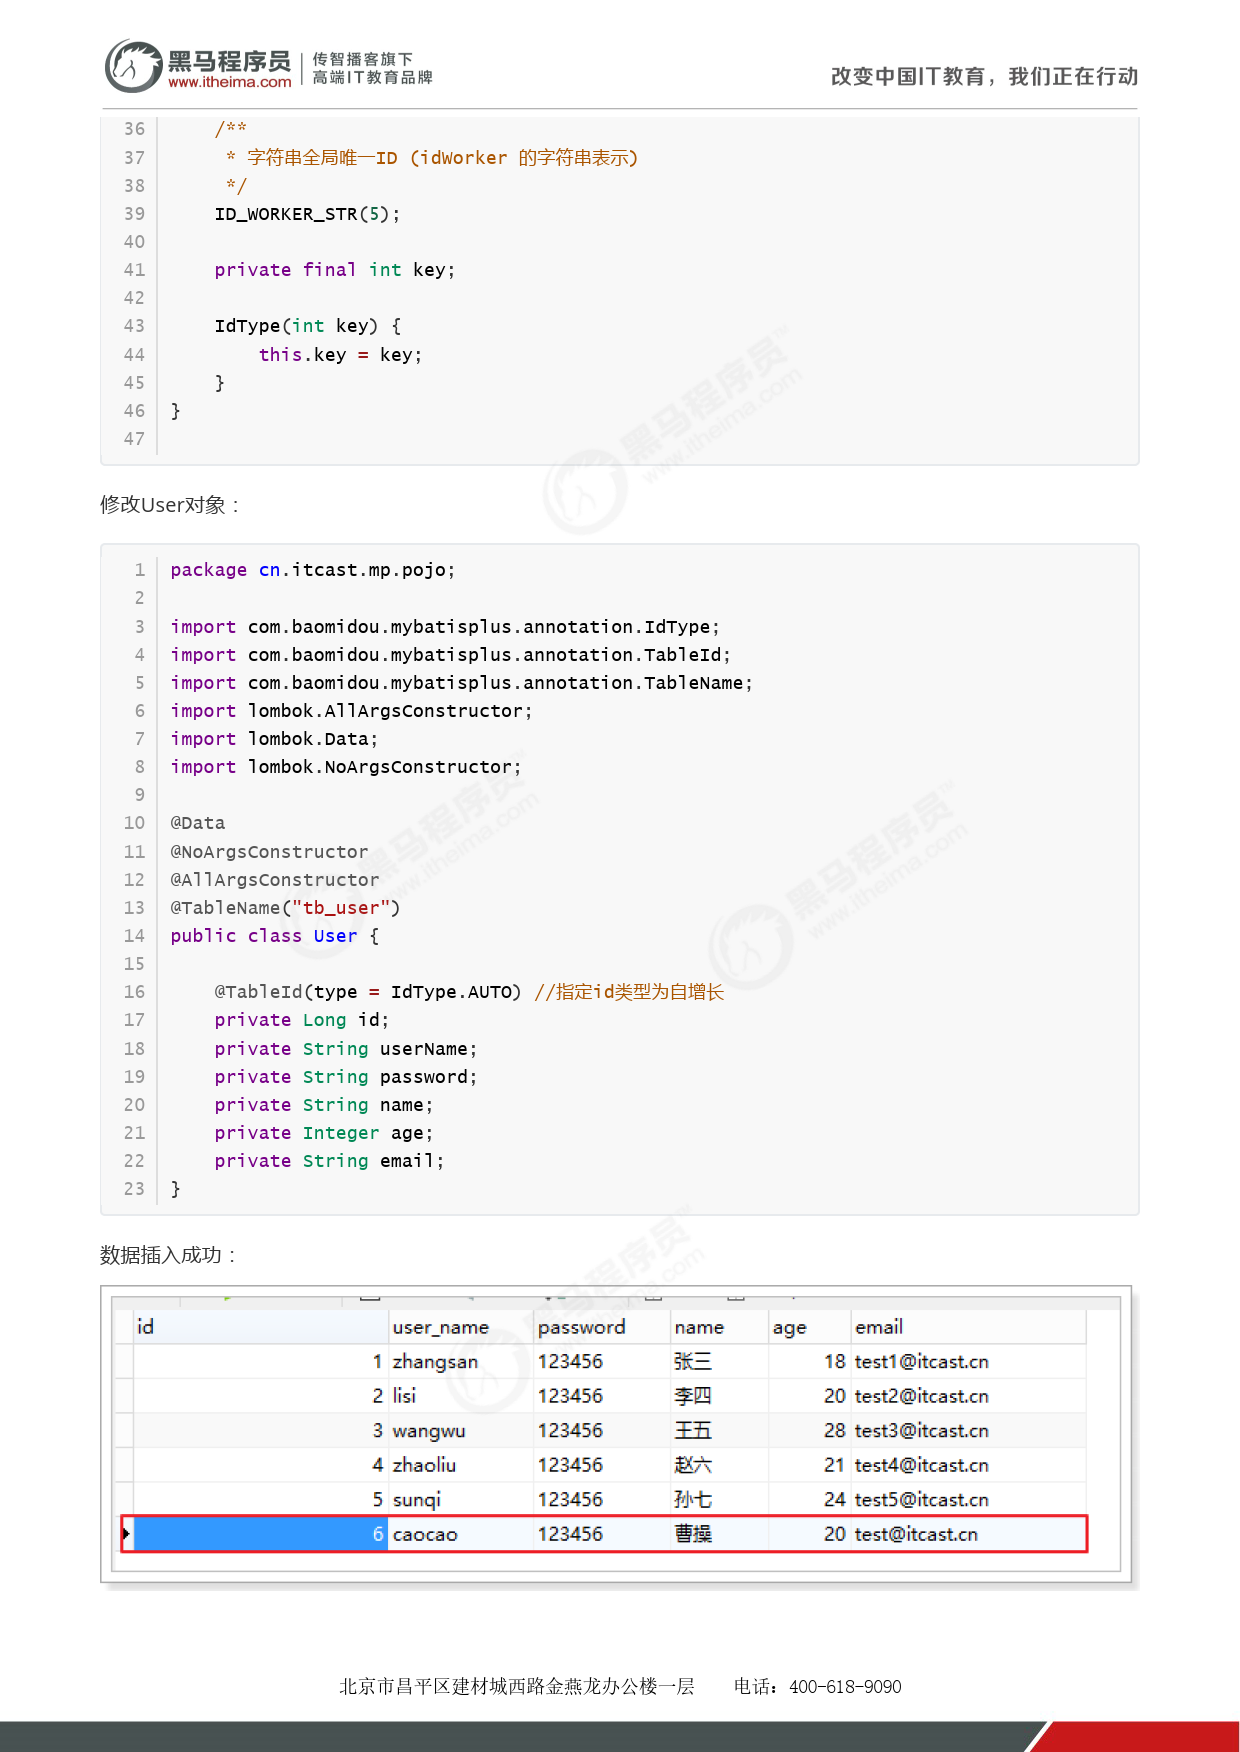 黑马程序员
www.itheima.com
传智播客旗下
高端IT教育品牌
改变中国IT教育，我们正在行动
36 /**
37 * 字符串全局唯一ID (idWorker 的字符串表示)
38 */
39 ID_WORKER_STR(5);
40
41 private final int key;
42
43 IdType(int key) {
44 this.key = key;
45 }
46 }
47
修改User对象：
1 package cn.itcast.mp.pojo;
2
3 import com.baomidou.mybatisplus.annotation.IdType;
4 import com.baomidou.mybatisplus.annotation.TableId;
5 import com.baomidou.mybatisplus.annotation.TableName;
6 import lombok.AllArgsConstructor;
7 import lombok.Data;
8 import lombok.NoArgsConstructor;
9
10 @Data
11 @NoArgsConstructor
12 @AllArgsConstructor
13 @TableName("tb_user")
14 public class User {
15
16 @TableId(type = IdType.AUTO) //指定id类型为自增长
17 private Long id;
18 private String userName;
19 private String password;
20 private String name;
21 private Integer age;
22 private String email;
23 }
数据插入成功：
id user_name password name age email
1 zhangsan 123456 张三 18 test1@itcast.cn
2 lisi 123456 李四 20 test2@itcast.cn
3 wangwu 123456 王五 28 test3@itcast.cn
4 zhaoliu 123456 赵六 21 test4@itcast.cn
5 sunqi 123456 孙七 24 test5@itcast.cn
6 caocao 123456 曹操 20 test@itcast.cn
北京市昌平区建材城西路金燕龙办公楼一层 电话：400-618-9090